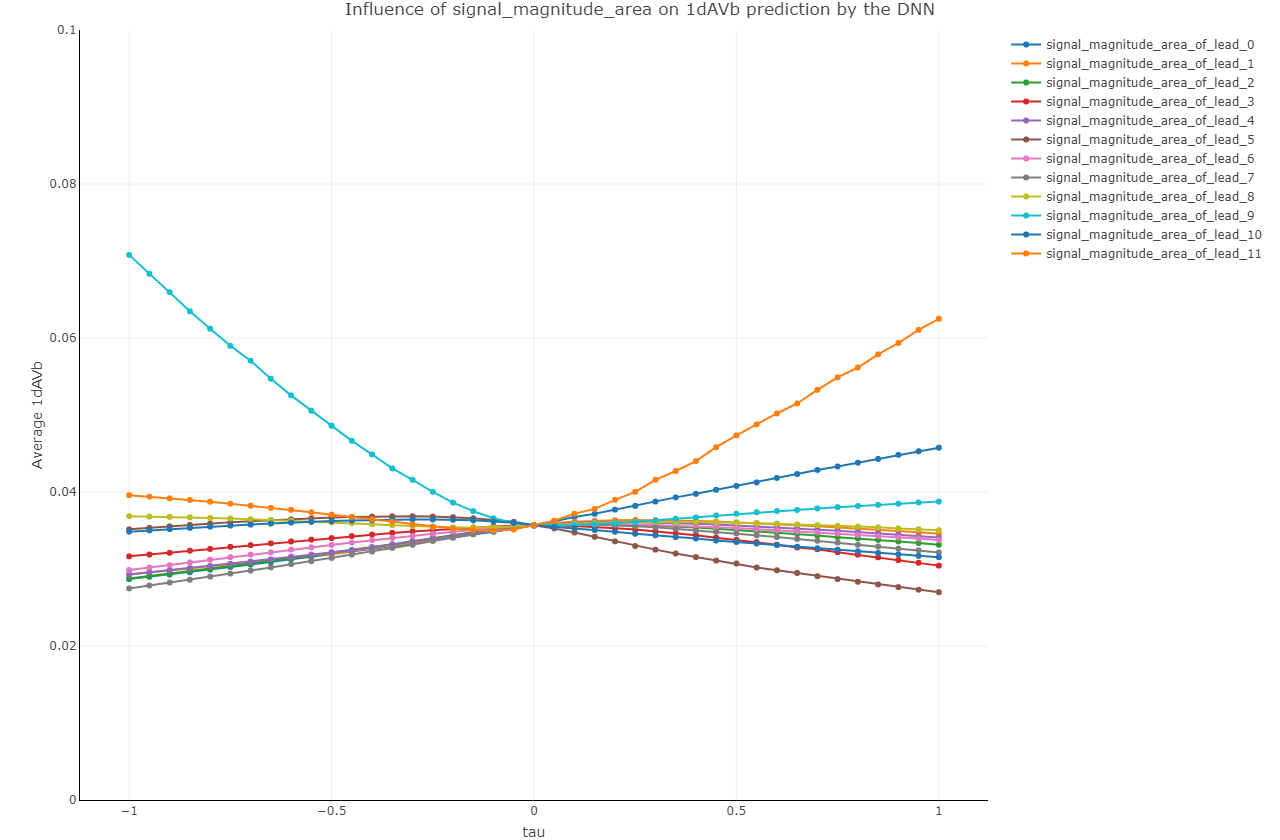 Influence of signal_magnitude_area on 1dAVb prediction by the DNN
0.1
0.08
0.06
0.04
0.02
0
Average 1dAVb
−1
−0.5
0
0.5
1
tau
signal_magnitude_area_of_lead_0
signal_magnitude_area_of_lead_1
signal_magnitude_area_of_lead_2
signal_magnitude_area_of_lead_3
signal_magnitude_area_of_lead_4
signal_magnitude_area_of_lead_5
signal_magnitude_area_of_lead_6
signal_magnitude_area_of_lead_7
signal_magnitude_area_of_lead_8
signal_magnitude_area_of_lead_9
signal_magnitude_area_of_lead_10
signal_magnitude_area_of_lead_11